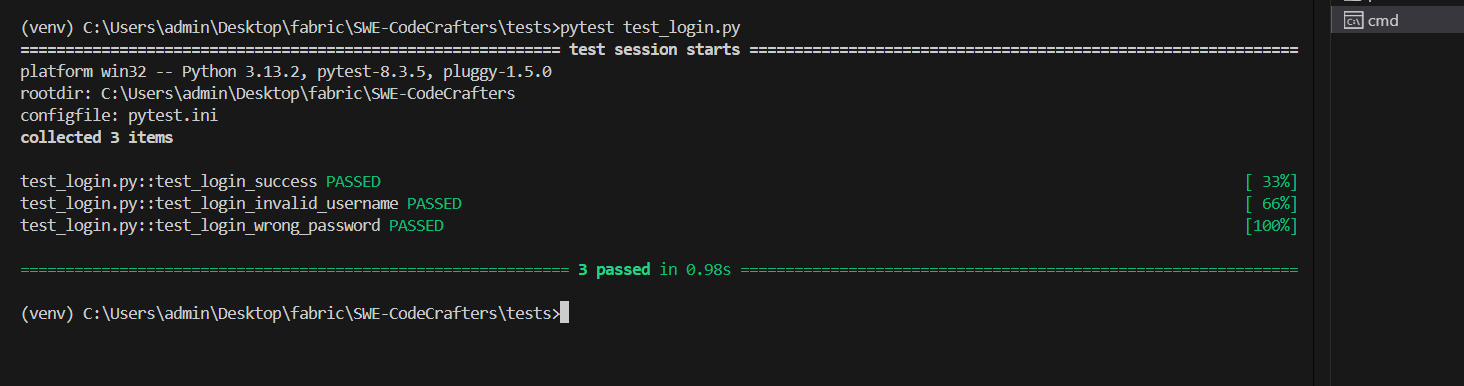 (venv) C:\Users\admin\Desktop\fabric\SWE-CodeCrafters\tests>pytest test_login.py
============================================================ test session starts =============================================================
platform win32 -- Python 3.13.2, pytest-8.3.5, pluggy-1.5.0
rootdir: C:\Users\admin\Desktop\fabric\SWE-CodeCrafters
configfile: pytest.ini
collected 3 items
test_login.py::test_login_success PASSED [ 33%]
test_login.py::test_login_invalid_username PASSED [ 66%]
test_login.py::test_login_wrong_password PASSED [100%]
============================================================= 3 passed in 0.98s ==============================================================
(venv) C:\Users\admin\Desktop\fabric\SWE-CodeCrafters\tests>
cmd